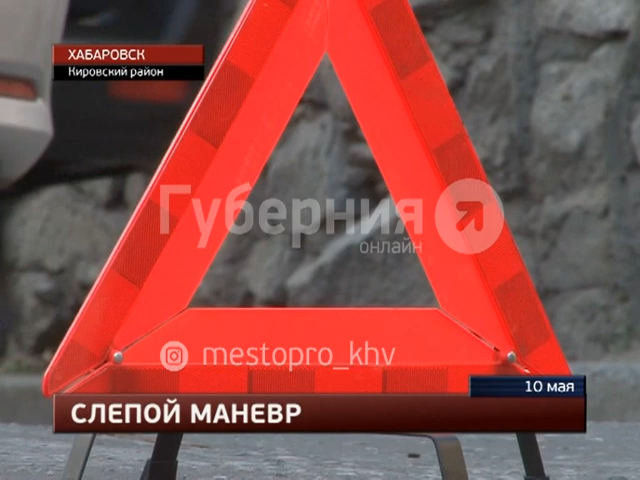 ХАБАРОВСК
Кировский район
Губерния
онлайн
mestopro_khv
10 мая
СЛЕПОЙ МАНЕВР